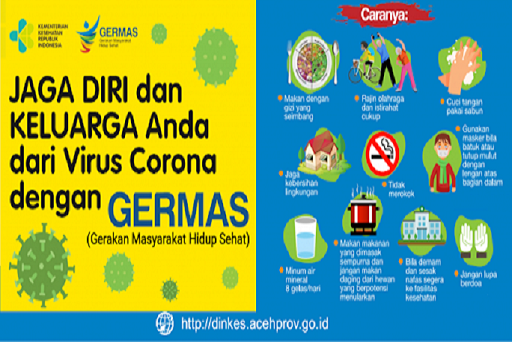 KEMENTERIAN
KESEHATAN
REPUBLIK
INDONESIA
GERMAS
Gerakan Masyarakat
Hidup Sehat
JAGA DIRI dan
KELUARGA Anda
dari Virus Corona
dengan GERMAS
(Gerakan Masyarakat Hidup Sehat)
Caranya:
Makan dengan
gizi yang
seimbang
Rajin olahraga
dan istirahat
cukup
Cuci tangan
pakai sabun
Jaga
kebersihan
lingkungan
Tidak
merokok
Gunakan
masker bila
batuk atau
tutup mulut
dengan
lengan atas
bagian dalam
Minum air
mineral
8 gelas/hari
Makan makanan
yang dimasak
sempurna dan
jangan makan
daging dari hewan
yang berpotensi
menularkan
Bila demam
dan sesak
nafas segera
ke fasilitas
kesehatan
Jangan lupa
berdoa
http://dinkes.acehprov.go.id